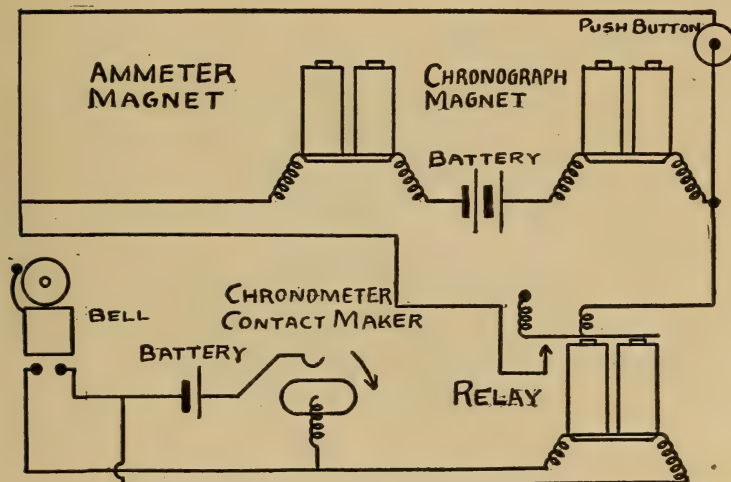 PUSH BUTTON
AMMETER
MAGNET
CHRONOGRAPH
MAGNET
BATTERY
CHRONOMETER
CONTACT MAKER
BELL
BATTERY
RELAY